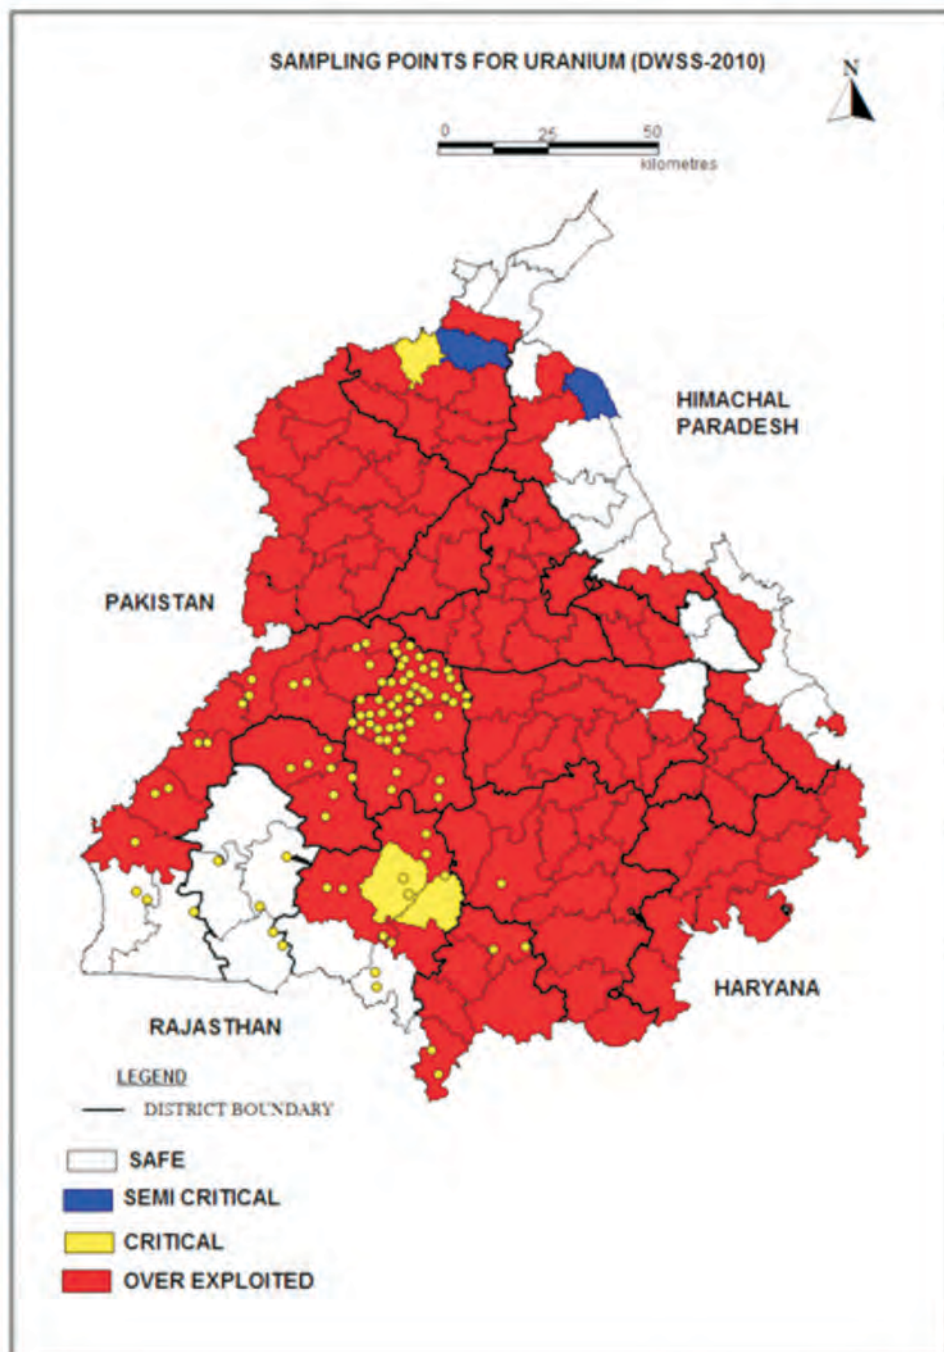 SAMPLING POINTS FOR URANIUM (DWSS-2010)
N
0 25 50
kilometres
HIMACHAL
PARADESH
PAKISTAN
HARYANA
RAJASTHAN
LEGEND
DISTRICT BOUNDARY
SAFE
SEMI CRITICAL
CRITICAL
OVER EXPLOITED